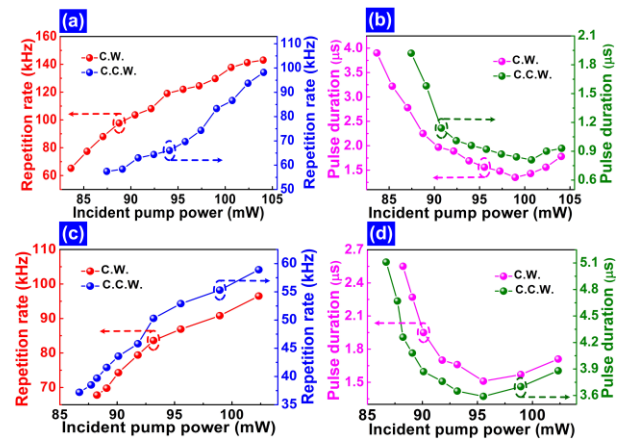 (a)
160
140
120
100
80
60
Repetition rate (kHz)
C.W.
C.C.W.
100
90
80
70
60
50
Repetition rate (kHz)
85
90
95
100
105
Incident pump power (mW)
(b)
4.0
3.5
3.0
2.5
2.0
1.5
Pulse duration (μs)
C.W.
C.C.W.
2.1
1.8
1.5
1.2
0.9
0.6
Pulse duration (μs)
85
90
95
100
105
Incident pump power (mW)
(c)
110
100
90
80
70
Repetition rate (kHz)
C.W.
C.C.W.
60
55
50
45
40
35
Repetition rate (kHz)
85
90
95
100
Incident pump power (mW)
(d)
2.7
2.4
2.1
1.8
1.5
Pulse duration (μs)
C.W.
C.C.W.
5.1
4.8
4.5
4.2
3.9
3.6
Pulse duration (μs)
85
90
95
100
Incident pump power (mW)